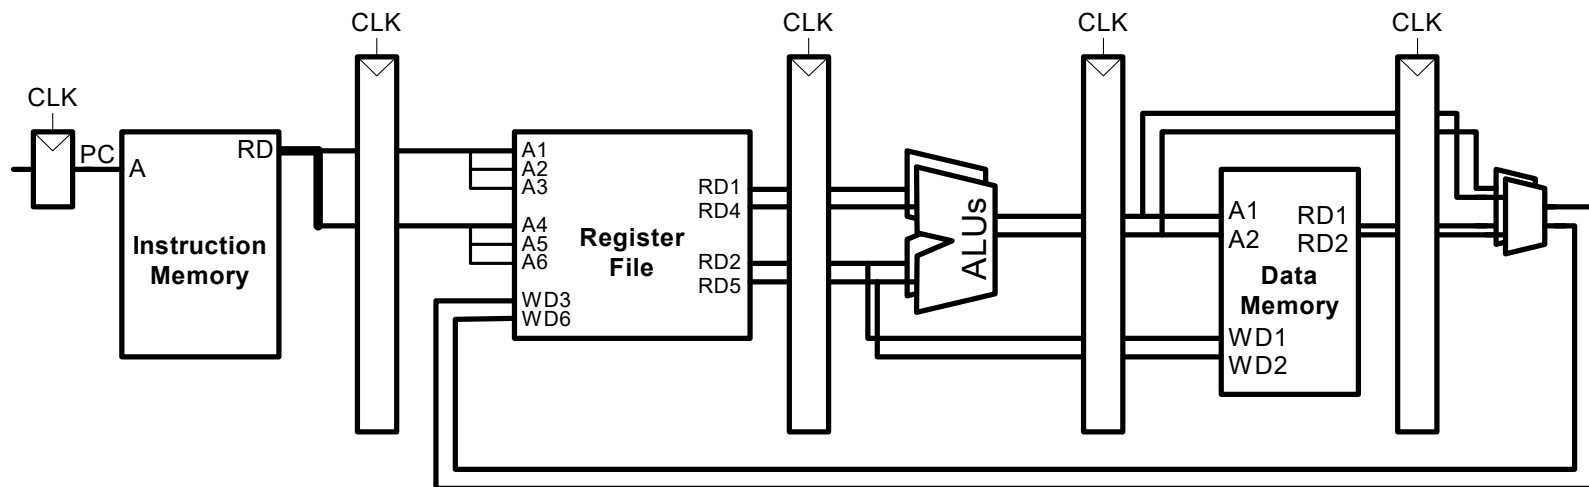 CLK
CLK
CLK
CLK
CLK
PC
A
RD
Instruction
Memory
A1
A2
A3
A4
A5
A6
WD3
WD6
Register
File
RD1
RD4
RD2
RD5
ALUs
A1
A2
RD1
RD2
Data
Memory
WD1
WD2